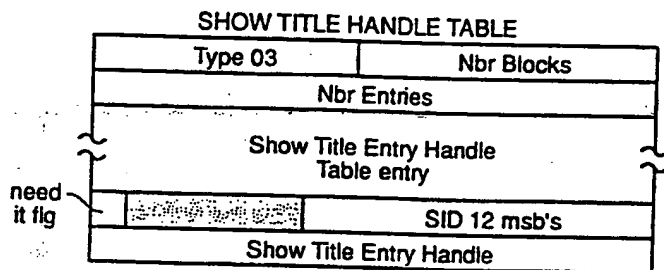 SHOW TITLE HANDLE TABLE
Type 03 Nbr Blocks
Nbr Entries
Show Title Entry Handle
Table entry
need
it flg
SID 12 msb's
Show Title Entry Handle